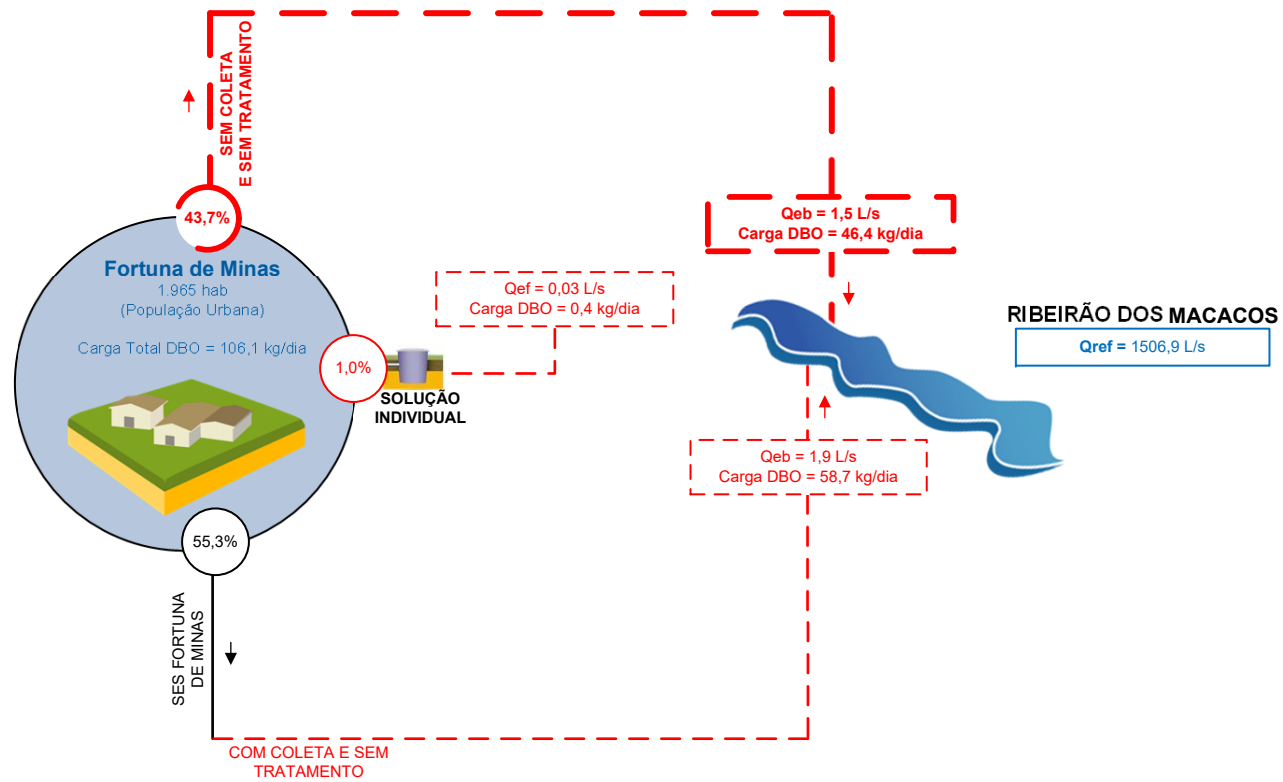 SEM COLETA
E SEM TRATAMENTO
43,7%
Qeb = 1,5 L/s
Carga DBO = 46,4 kg/dia
Fortuna de Minas
1.965 hab
(População Urbana)
Carga Total DBO = 106,1 kg/dia
Qef = 0,03 L/s
Carga DBO = 0,4 kg/dia
RIBEIRÃO DOS MACACOS
Qref = 1506,9 L/s
1,0%
SOLUÇÃO
INDIVIDUAL
Qeb = 1,9 L/s
Carga DBO = 58,7 kg/dia
55,3%
SES FORTUNA
DE MINAS
COM COLETA E SEM
TRATAMENTO